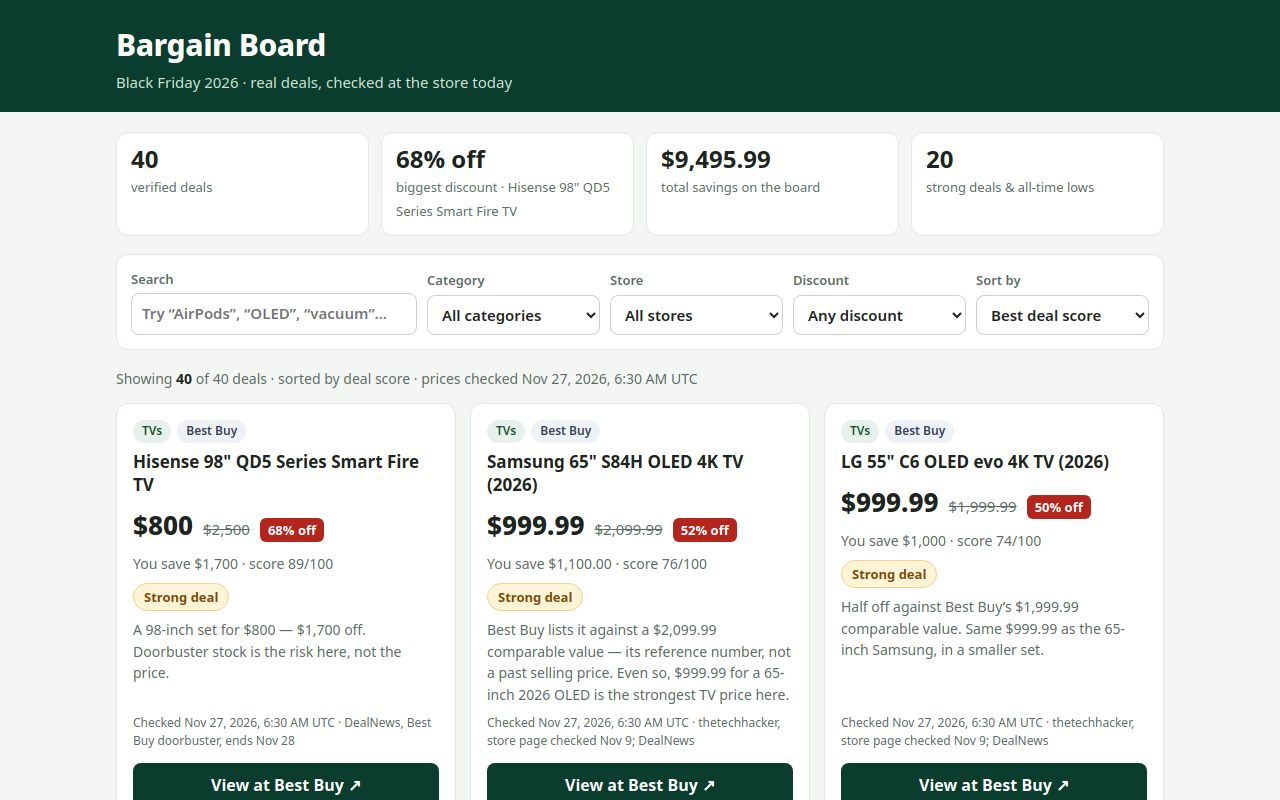 Bargain Board
Black Friday 2026 · real deals, checked at the store today
40
verified deals
68% off
biggest discount · Hisense 98" QD5
Series Smart Fire TV
$9,495.99
total savings on the board
20
strong deals & all-time lows
Search
Try “AirPods”, “OLED”, “vacuum”…
Category
All categories
Store
All stores
Discount
Any discount
Sort by
Best deal score
Showing 40 of 40 deals · sorted by deal score · prices checked Nov 27, 2026, 6:30 AM UTC
TVs Best Buy
Hisense 98" QD5 Series Smart Fire
TV
$800 $2,500 68% off
You save $1,700 · score 89/100
Strong deal
A 98-inch set for $800 — $1,700 off.
Doorbuster stock is the risk here, not the
price.
Checked Nov 27, 2026, 6:30 AM UTC · DealNews, Best
Buy doorbuster, ends Nov 28
View at Best Buy ↗
TVs Best Buy
Samsung 65" S84H OLED 4K TV
(2026)
$999.99 $2,099.99 52% off
You save $1,100.00 · score 76/100
Strong deal
Best Buy lists it against a $2,099.99
comparable value — its reference number, not
a past selling price. Even so, $999.99 for a 65-
inch 2026 OLED is the strongest TV price here.
Checked Nov 27, 2026, 6:30 AM UTC · thetechhacker,
store page checked Nov 9; DealNews
View at Best Buy ↗
TVs Best Buy
LG 55" C6 OLED evo 4K TV (2026)
$999.99 $1,999.99 50% off
You save $1,000 · score 74/100
Strong deal
Half off against Best Buy’s $1,999.99
comparable value. Same $999.99 as the 65-
inch Samsung, in a smaller set.
Checked Nov 27, 2026, 6:30 AM UTC · thetechhacker,
store page checked Nov 9; DealNews
View at Best Buy ↗